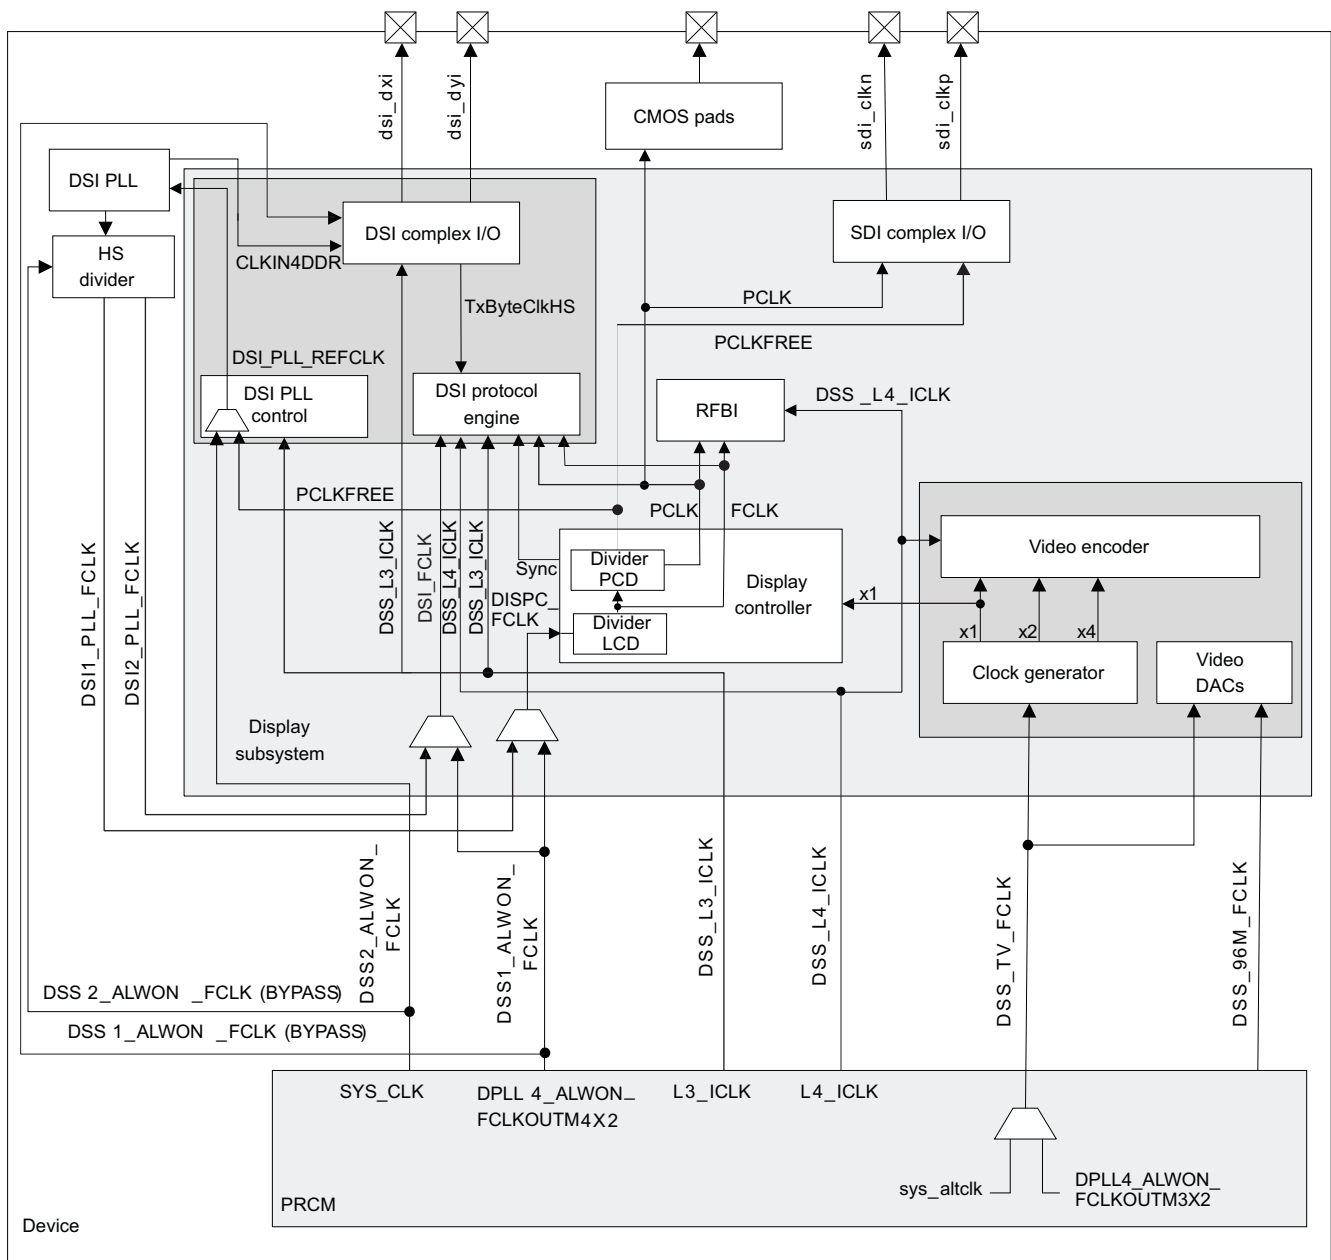 dsi_dxi
dsi_dyi
sdi_clkn
sdi_clkp
CMOS pads
DSI PLL
DSI complex I/O
SDI complex I/O
HS
divider
CLKIN4DDR
PCLK
TxByteClkHS
PCLKFREE
DSI_PLL_REFCLK
DSI PLL
control
DSI protocol
engine
RFBI
DSS _L4_ICLK
PCLKFREE
PCLK
FCLK
DSS_L3_ICLK
DSI_FCLK
DSS_L4_ICLK
DSS_L3_ICLK
Sync
Divider
PCD
Display
controller
Video encoder
DISPC_
FCLK
Divider
LCD
x1
x1
x2
x4
DSI1_PLL_FCLK
DSI2_PLL_FCLK
Clock generator
Video
DACs
Display
subsystem
DSS2_ALWON_
FCLK
DSS1_ALWON_
FCLK
DSS_L3_ICLK
DSS_L4_ICLK
DSS_TV_FCLK
DSS_96M_FCLK
DSS 2_ALWON _FCLK (BYPASS)
DSS 1_ALWON _FCLK (BYPASS)
SYS_CLK
DPLL 4_ALWON_
FCLKOUTM4X2
L3_ICLK
L4_ICLK
sys_altclk
DPLL4_ALWON_
FCLKOUTM3X2
PRCM
Device